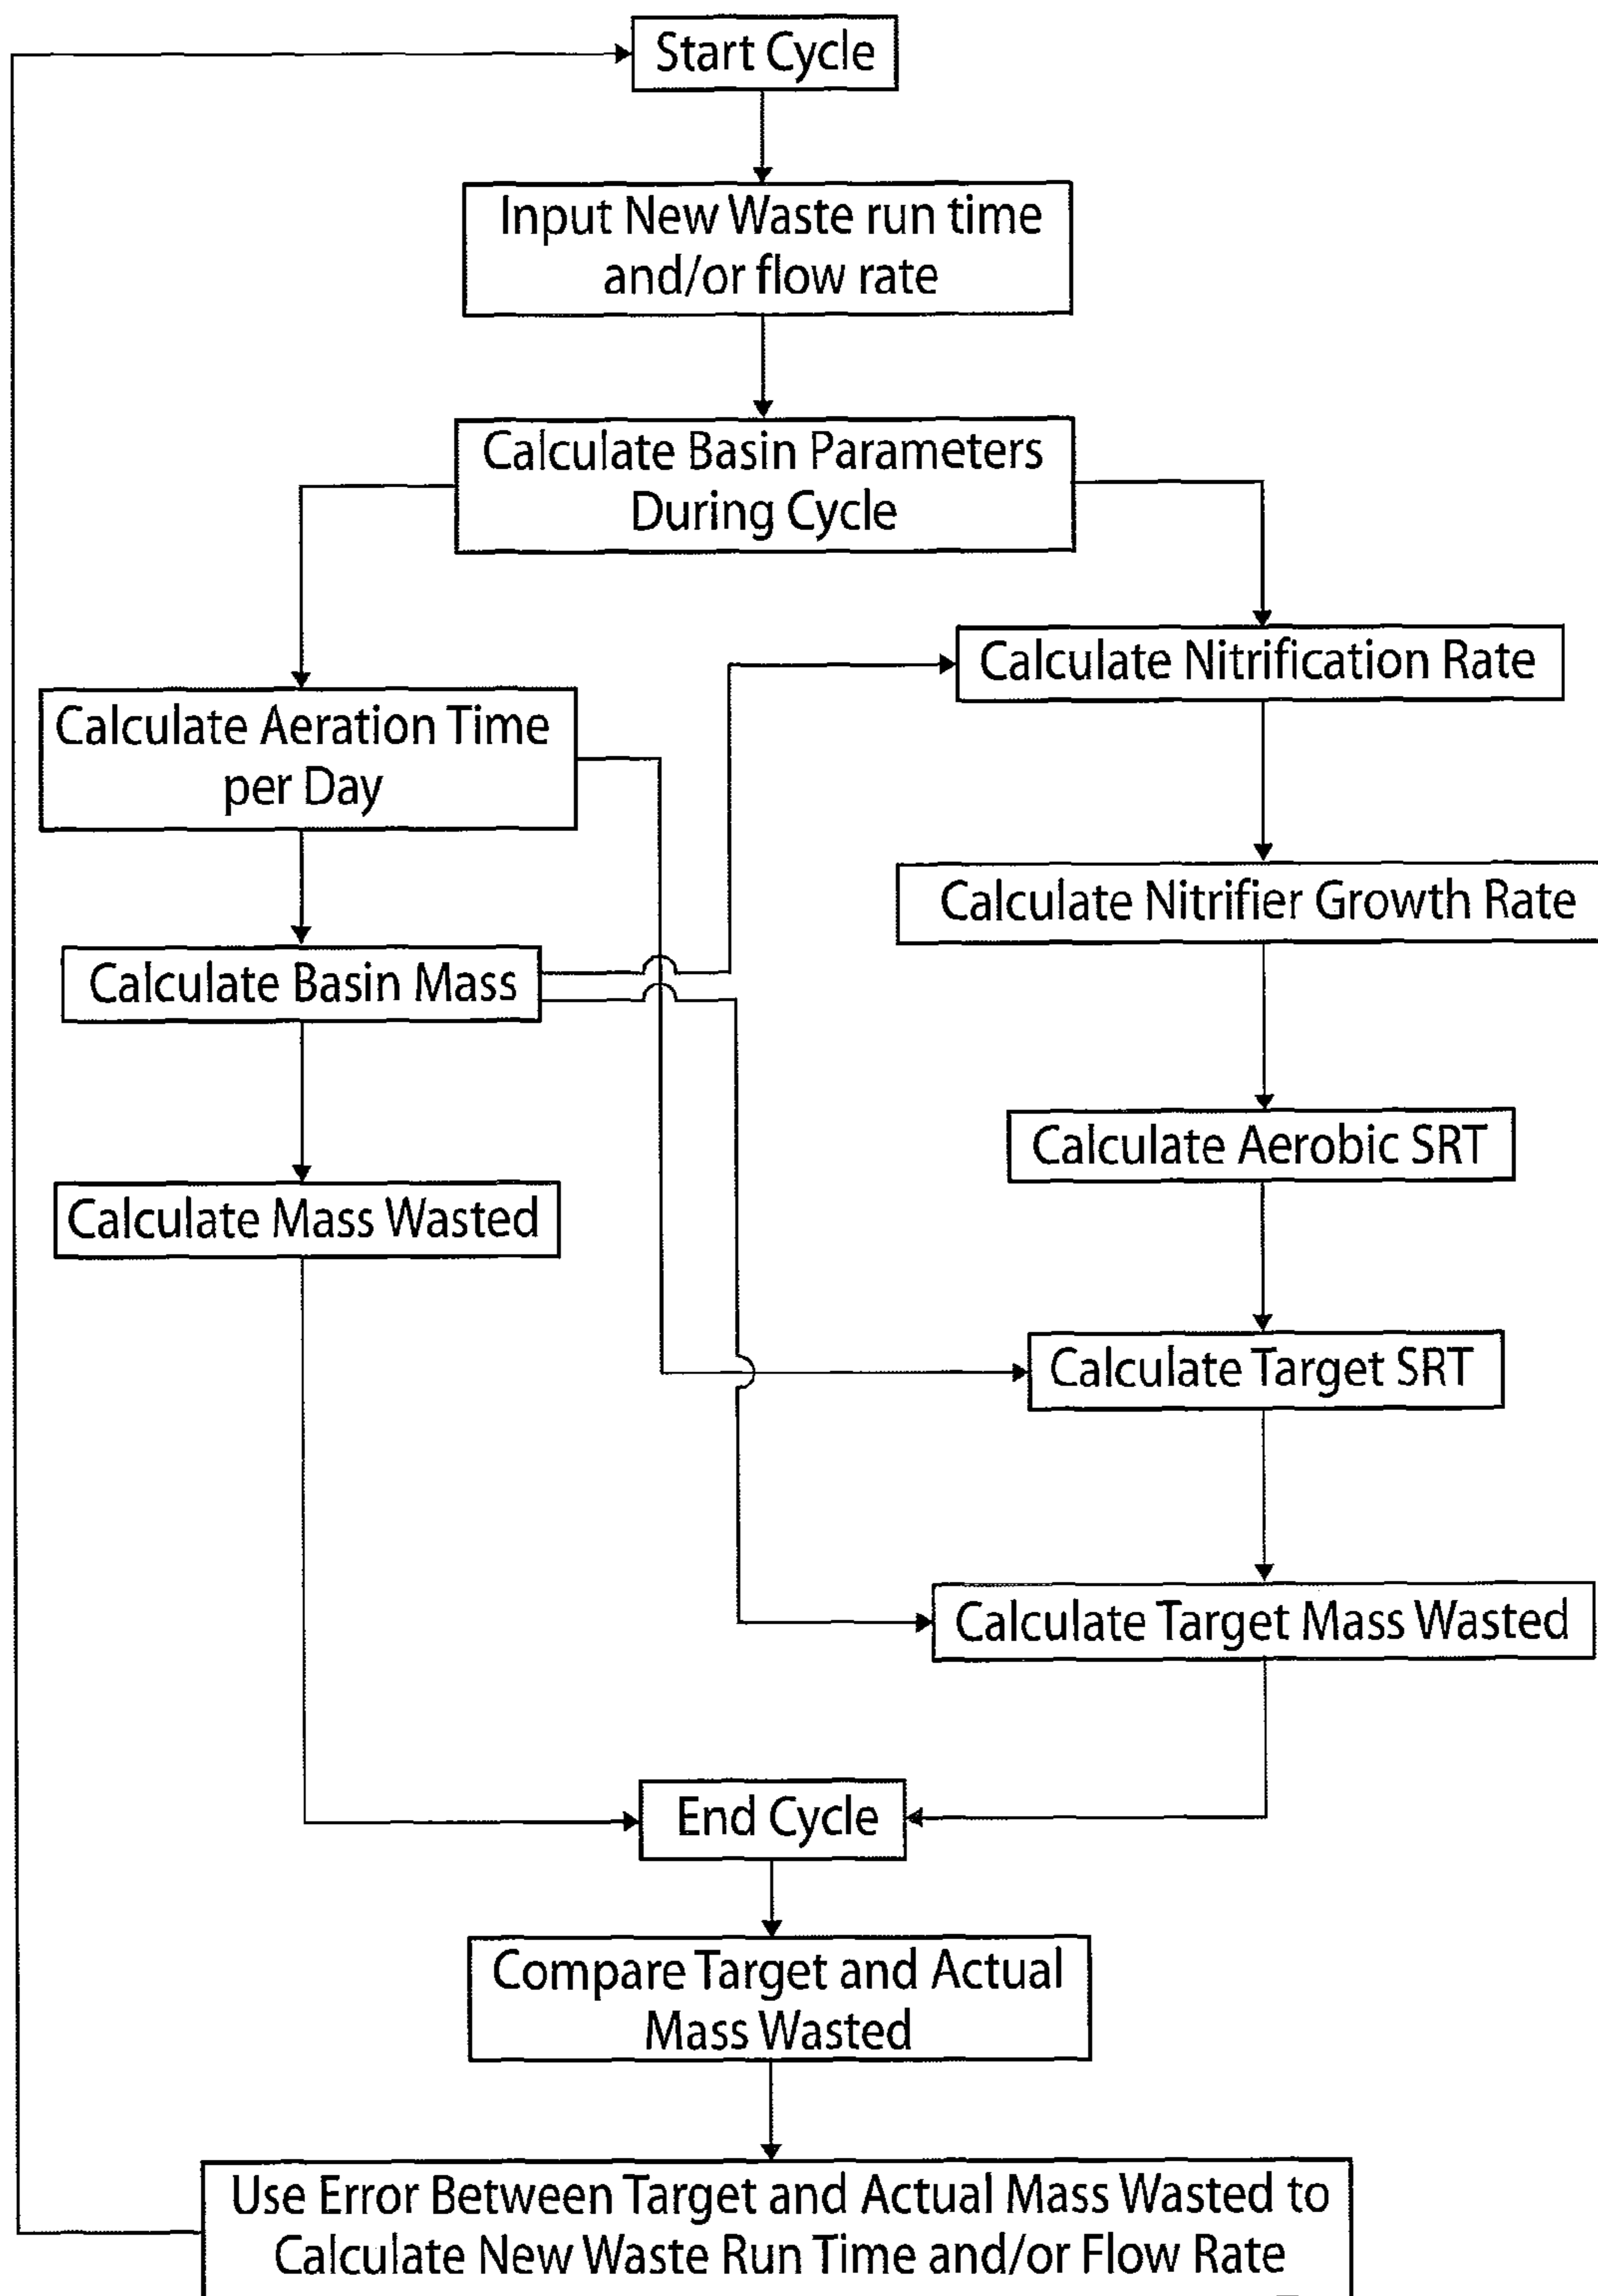 Start Cycle
Input New Waste run time
and/or flow rate
Calculate Basin Parameters
During Cycle
Calculate Nitrification Rate
Calculate Aeration Time
per Day
Calculate Nitrifier Growth Rate
Calculate Basin Mass
Calculate Aerobic SRT
Calculate Mass Wasted
Calculate Target SRT
Calculate Target Mass Wasted
End Cycle
Compare Target and Actual
Mass Wasted
Use Error Between Target and Actual Mass Wasted to
Calculate New Waste Run Time and/or Flow Rate